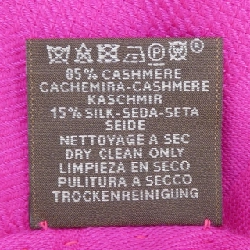 85% CASHMERE
CACHEMIRA-CASHMERE
KASCHMIR
15% SILK-SEDA-SETA
SEIDE
NETTOYAGE A SEC
DRY CLEAN ONLY
LIMPIEZA EN SECO
PULITURA A SECCO
TROCKENREINIGUNG